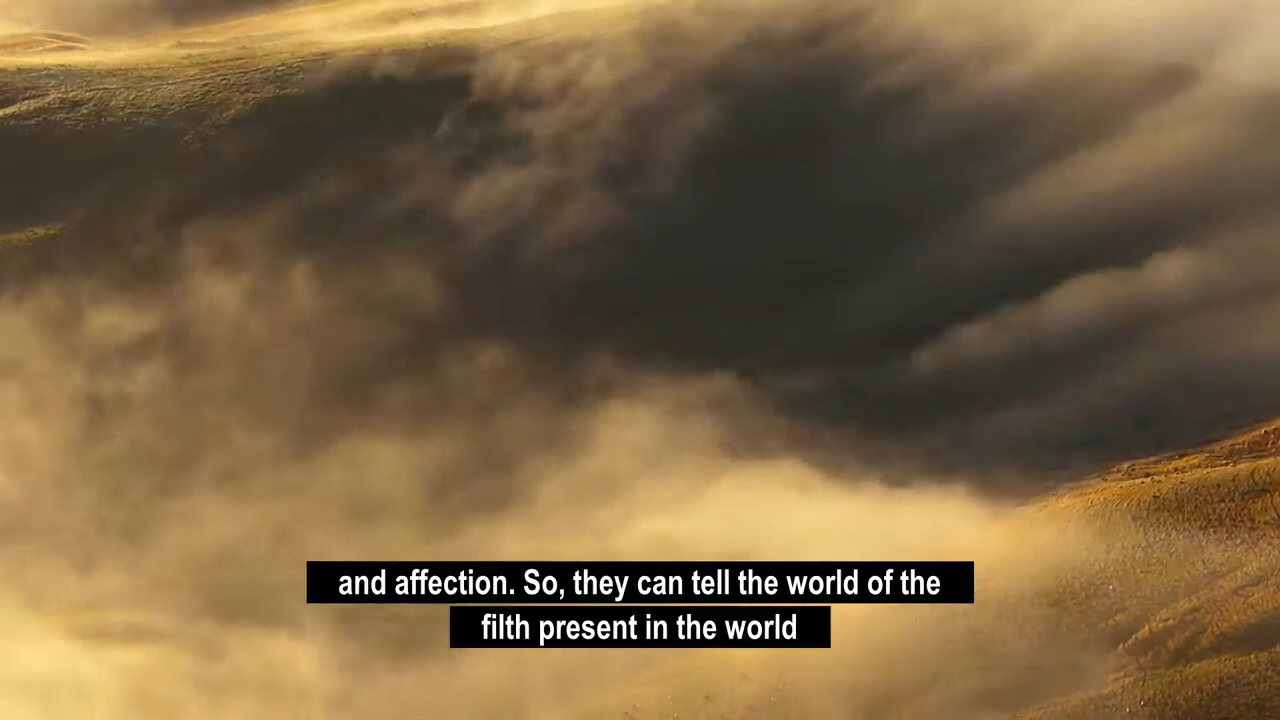 and affection. So, they can tell the world of the
filth present in the world